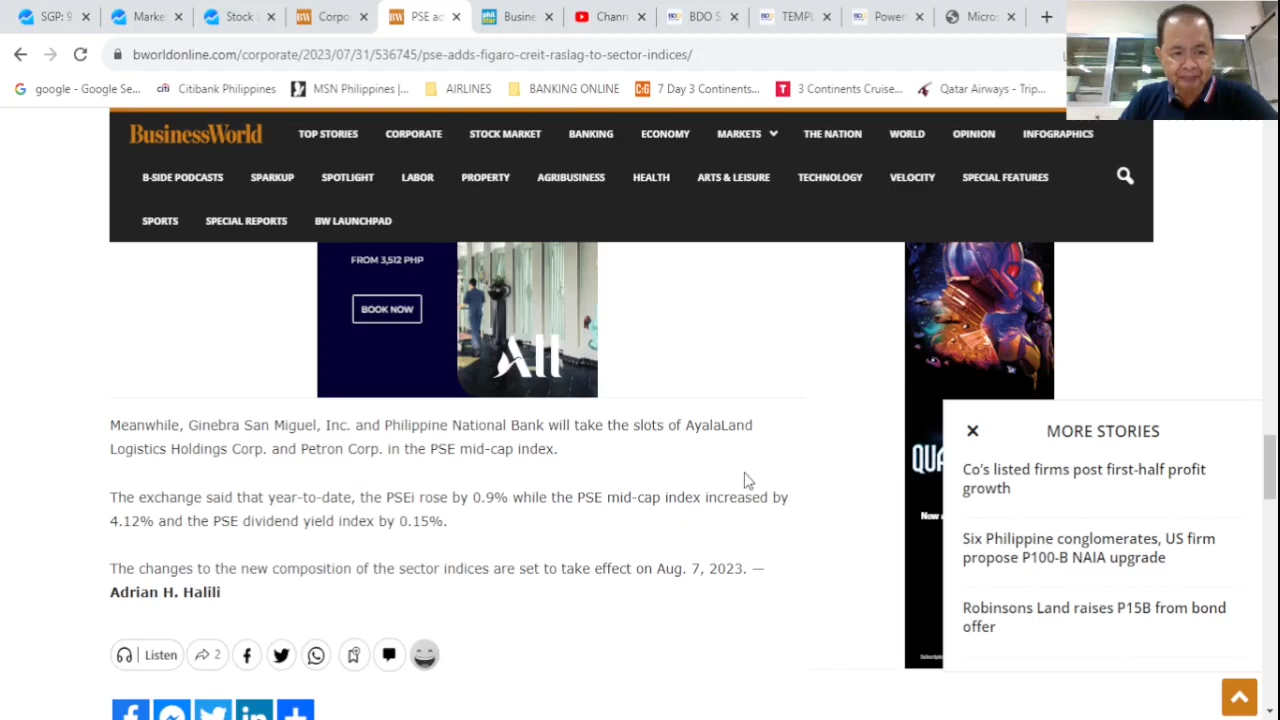 SGP: 9
Marke
Stock
Corpo
PSE ac
Busine
Chann
BDO S
TEMPL
Power
Micros
bworldonline.com/corporate/2023/07/31/536745/pse-adds-figaro-creit-raslag-to-sector-indices/
google - Google Se...
Citibank Philippines
MSN Philippines |...
AIRLINES
BANKING ONLINE
7 Day 3 Continents...
3 Continents Cruise...
Qatar Airways - Trip...
BusinessWorld
TOP STORIES CORPORATE STOCK MARKET BANKING ECONOMY MARKETS THE NATION WORLD OPINION INFOGRAPHICS
B-SIDE PODCASTS SPARKUP SPOTLIGHT LABOR PROPERTY AGRIBUSINESS HEALTH ARTS & LEISURE TECHNOLOGY VELOCITY SPECIAL FEATURES
SPORTS SPECIAL REPORTS BW LAUNCHPAD
FROM 3,512 PHP
BOOK NOW
All
Meanwhile, Ginebra San Miguel, Inc. and Philippine National Bank will take the slots of AyalaLand
Logistics Holdings Corp. and Petron Corp. in the PSE mid-cap index.
The exchange said that year-to-date, the PSEi rose by 0.9% while the PSE mid-cap index increased by
4.12% and the PSE dividend yield index by 0.15%.
The changes to the new composition of the sector indices are set to take effect on Aug. 7, 2023. —
Adrian H. Halili
Listen
2
QUA
Now a
MORE STORIES
Co's listed firms post first-half profit
growth
Six Philippine conglomerates, US firm
propose P100-B NAIA upgrade
Robinsons Land raises P15B from bond
offer